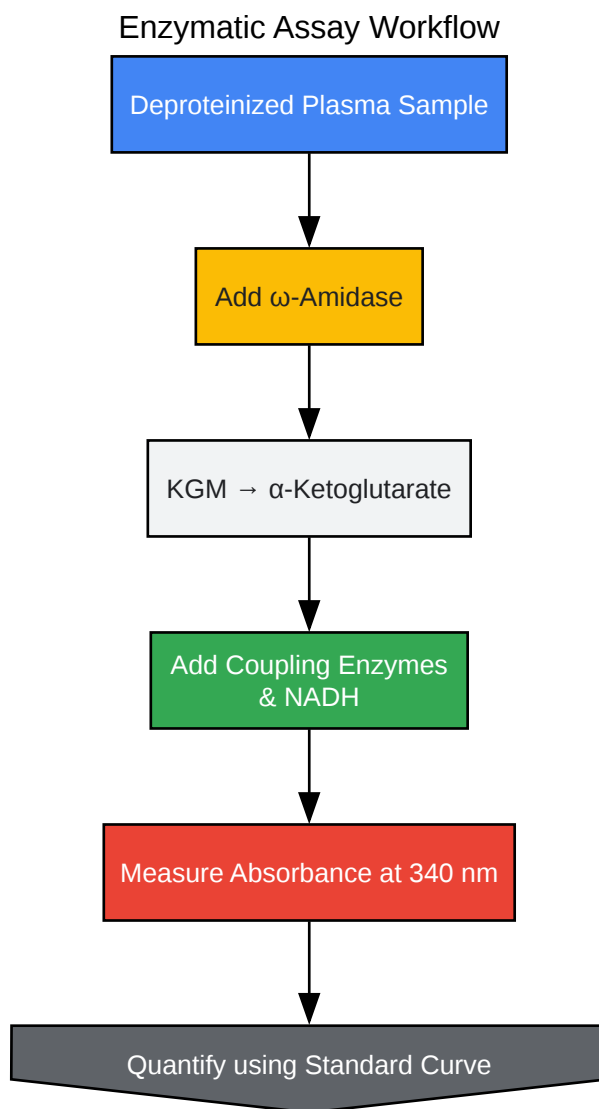 Enzymatic Assay Workflow
Deproteinized Plasma Sample
Add ω-Amidase
KGM → α-Ketoglutarate
Add Coupling Enzymes
& NADH
Measure Absorbance at 340 nm
Quantify using Standard Curve